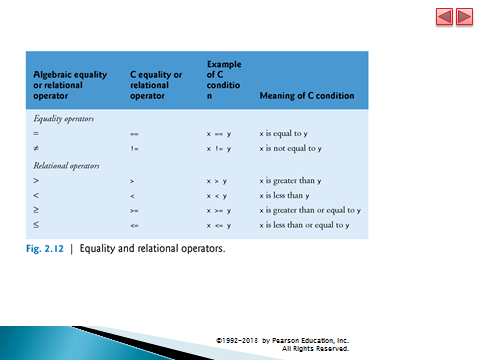 Algebraic equality or relational operator C equality or relational operator Example of C conditio n Meaning of C condition
Equality operators
= == x == y x is equal to y
≠ != x != y x is not equal to y
Relational operators
> > x > y x is greater than y
< < x < y x is less than y
≥ >= x >= y x is greater than or equal to y
≤ <= x <= y x is less than or equal to y
Fig. 2.12 | Equality and relational operators.
©1992-2013 by Pearson Education, Inc.
All Rights Reserved.